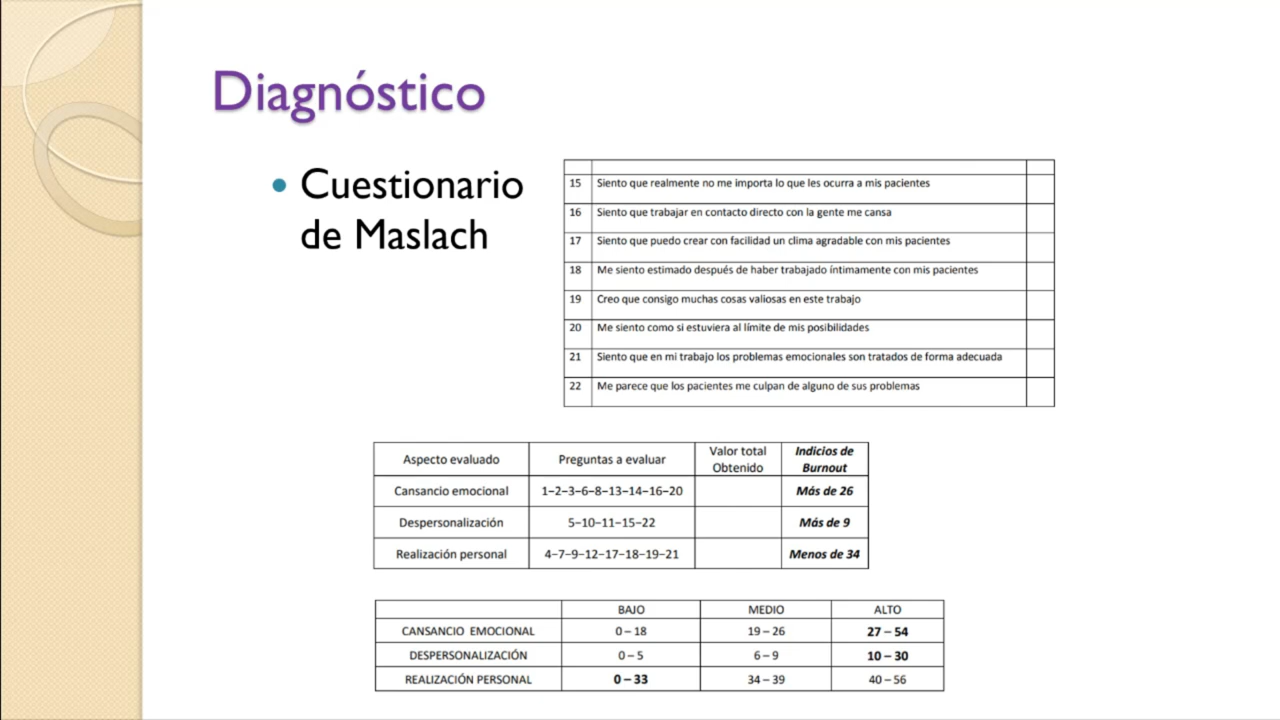 Diagnóstico
• Cuestionario
de Maslach
15 Siento que realmente no me importa lo que les ocurra a mis pacientes
16 Siento que trabajar en contacto directo con la gente me cansa
17 Siento que puedo crear con facilidad un clima agradable con mis pacientes
18 Me siento estimado después de haber trabajado íntimamente con mis pacientes
19 Creo que consigo muchas cosas valiosas en este trabajo
20 Me siento como si estuviera al límite de mis posibilidades
21 Siento que en mi trabajo los problemas emocionales son tratados de forma adecuada
22 Me parece que los pacientes me culpan de alguno de sus problemas
Aspecto evaluado Preguntas a evaluar Valor total Obtenido Indicios de Burnout
Cansancio emocional 1–2–3–6–8–13–14–16–20 Más de 26
Despersonalización 5–10–11–15–22 Más de 9
Realización personal 4–7–9–12–17–18–19–21 Menos de 34
BAJO MEDIO ALTO
CANSANCIO EMOCIONAL 0 – 18 19 – 26 27 – 54
DESPERSONALIZACIÓN 0 – 5 6 – 9 10 – 30
REALIZACIÓN PERSONAL 0 – 33 34 – 39 40 – 56